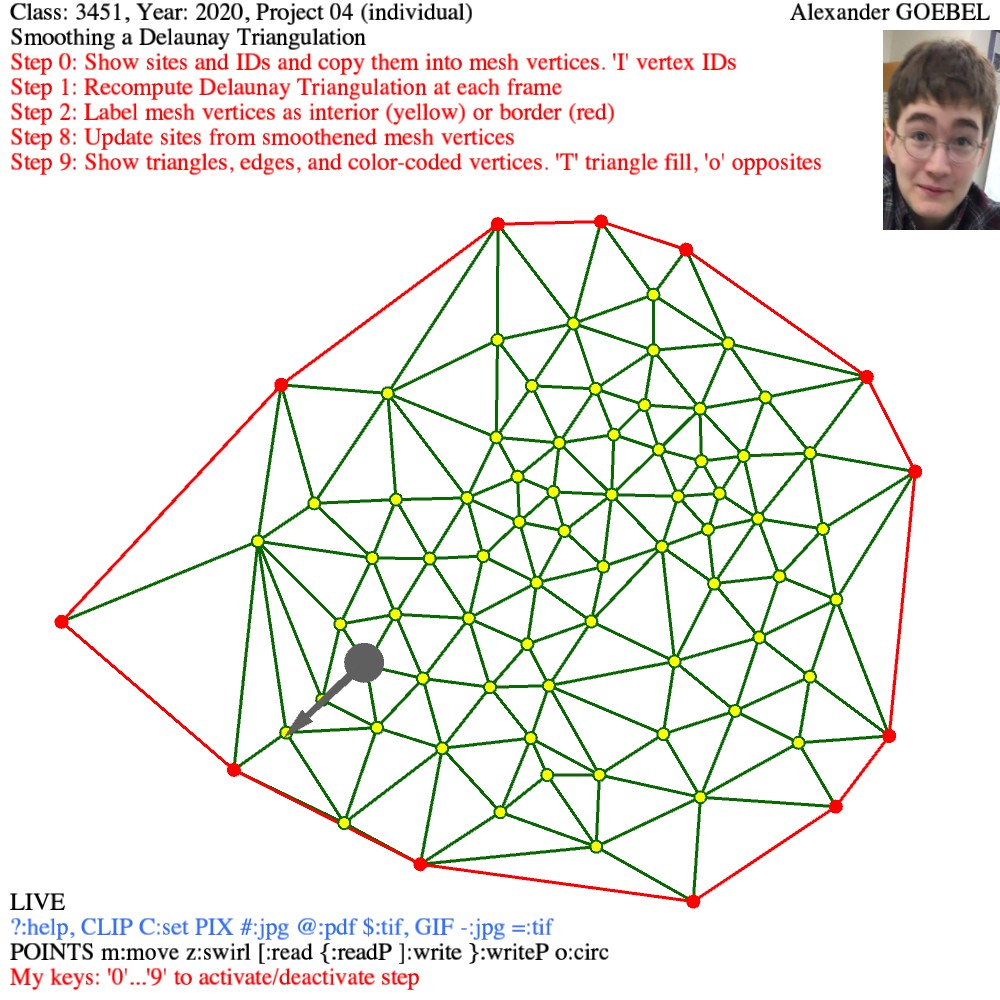 Class: 3451, Year: 2020, Project 04 (individual) Alexander GOEBEL
Smoothing a Delaunay Triangulation
Step 0: Show sites and IDs and copy them into mesh vertices. 'I' vertex IDs
Step 1: Recompute Delaunay Triangulation at each frame
Step 2: Label mesh vertices as interior (yellow) or border (red)
Step 8: Update sites from smoothened mesh vertices
Step 9: Show triangles, edges, and color-coded vertices. 'T' triangle fill, 'o' opposites
LIVE
?:help, CLIP C:set PIX #:jpg @:pdf $:tif, GIF -:jpg =:tif
POINTS m:move z:swirl [:read {:readP ]:write }:writeP o:circ
My keys: '0'...'9' to activate/deactivate step